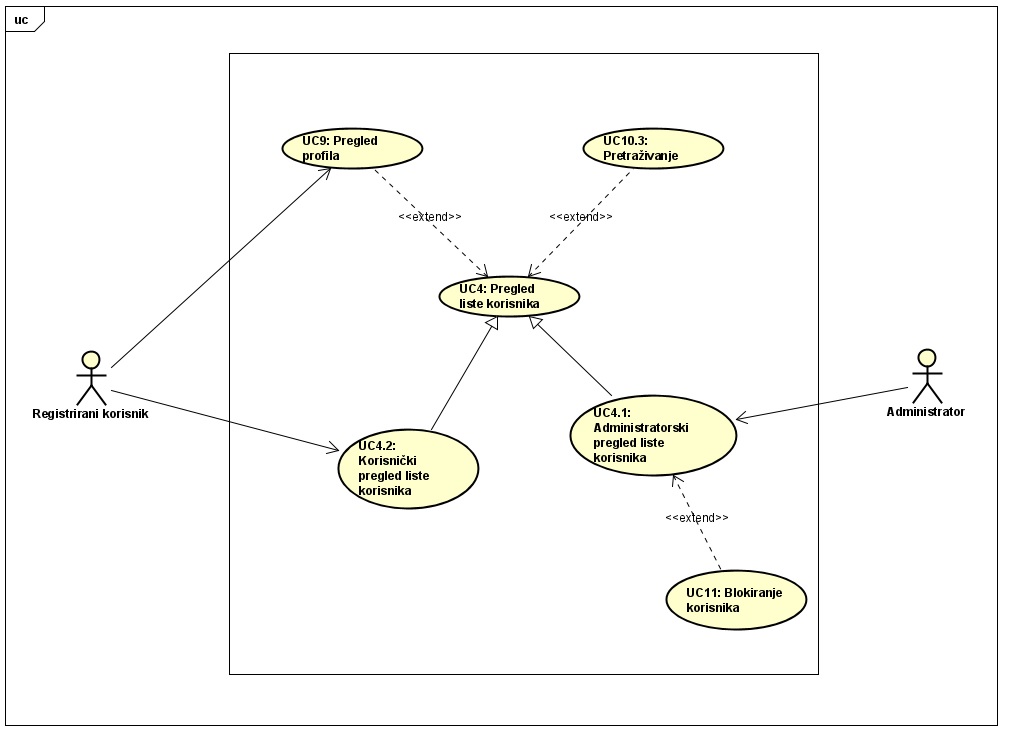 uc
UC9: Pregled
profila
UC10.3:
Pretraživanje
<<extend>>
<<extend>>
UC4: Pregled
liste korisnika
Registrirani korisnik
Administrator
UC4.2:
Korisnički
pregled liste
korisnika
UC4.1:
Administratorski
pregled liste
korisnika
<<extend>>
UC11: Blokiranje
korisnika